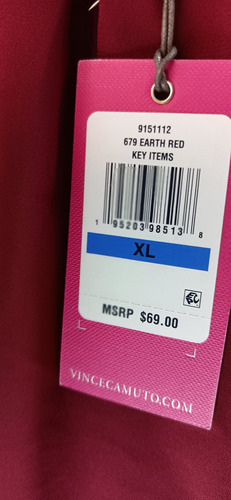 9151112
679 EARTH RED
KEY ITEMS
1 95203 98513 8
XL
MSRP $69.00
VINCECAMUTO.COM